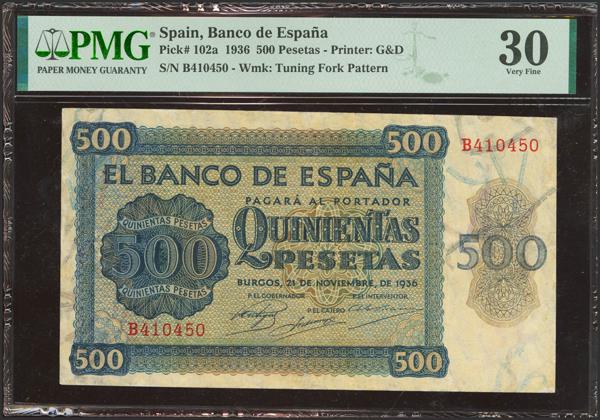 PMG
PAPER MONEY GUARANTY
Spain, Banco de España
Pick# 102a 1936 500 Pesetas - Printer: G&D
S/N B410450 - Wmk: Tuning Fork Pattern
30
Very Fine
500
500
B410450
EL BANCO DE ESPAÑA
PAGARÁ AL PORTADOR
QUINIENTAS
PESETAS
QUINIENTAS PESETAS
500
QUINIENTAS PESETAS
500
BURGOS, 21 DE NOVIEMBRE, DE 1936
P.EL GOBERNADOR
P.EL INTERVENTOR
P.EL CAJERO
B410450
500
500